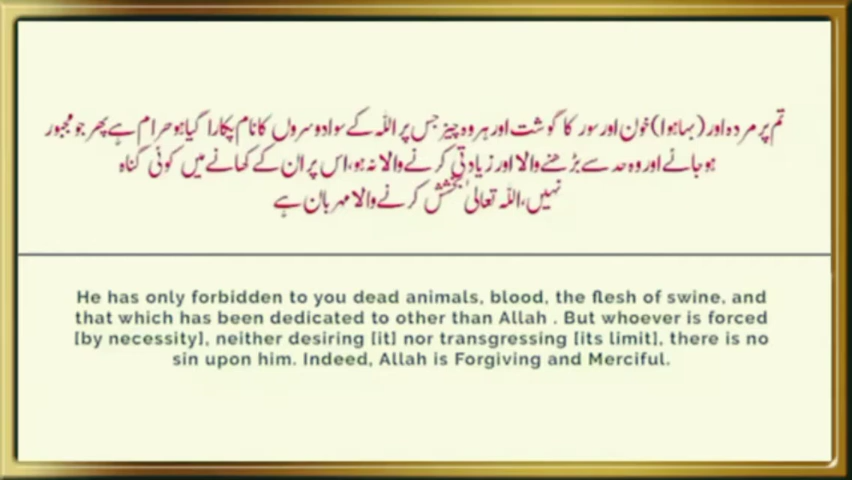 تم پر مردہ اور (بہا ہوا) خون اور سور کا گوشت اور ہر وہ چیز جس پر اللہ کے سوا دوسروں کا نام پکارا گیا ہو حرام ہے پھر جو مجبور
ہو جائے اور وہ حد سے بڑھنے والا اور زیادتی کرنے والا نہ ہو، اس پر ان کے کھانے میں کوئی گناہ
نہیں، اللہ تعالیٰ بخشش کرنے والا مہربان ہے
He has only forbidden to you dead animals, blood, the flesh of swine, and
that which has been dedicated to other than Allah . But whoever is forced
[by necessity], neither desiring [it] nor transgressing [its limit], there is no
sin upon him. Indeed, Allah is Forgiving and Merciful.